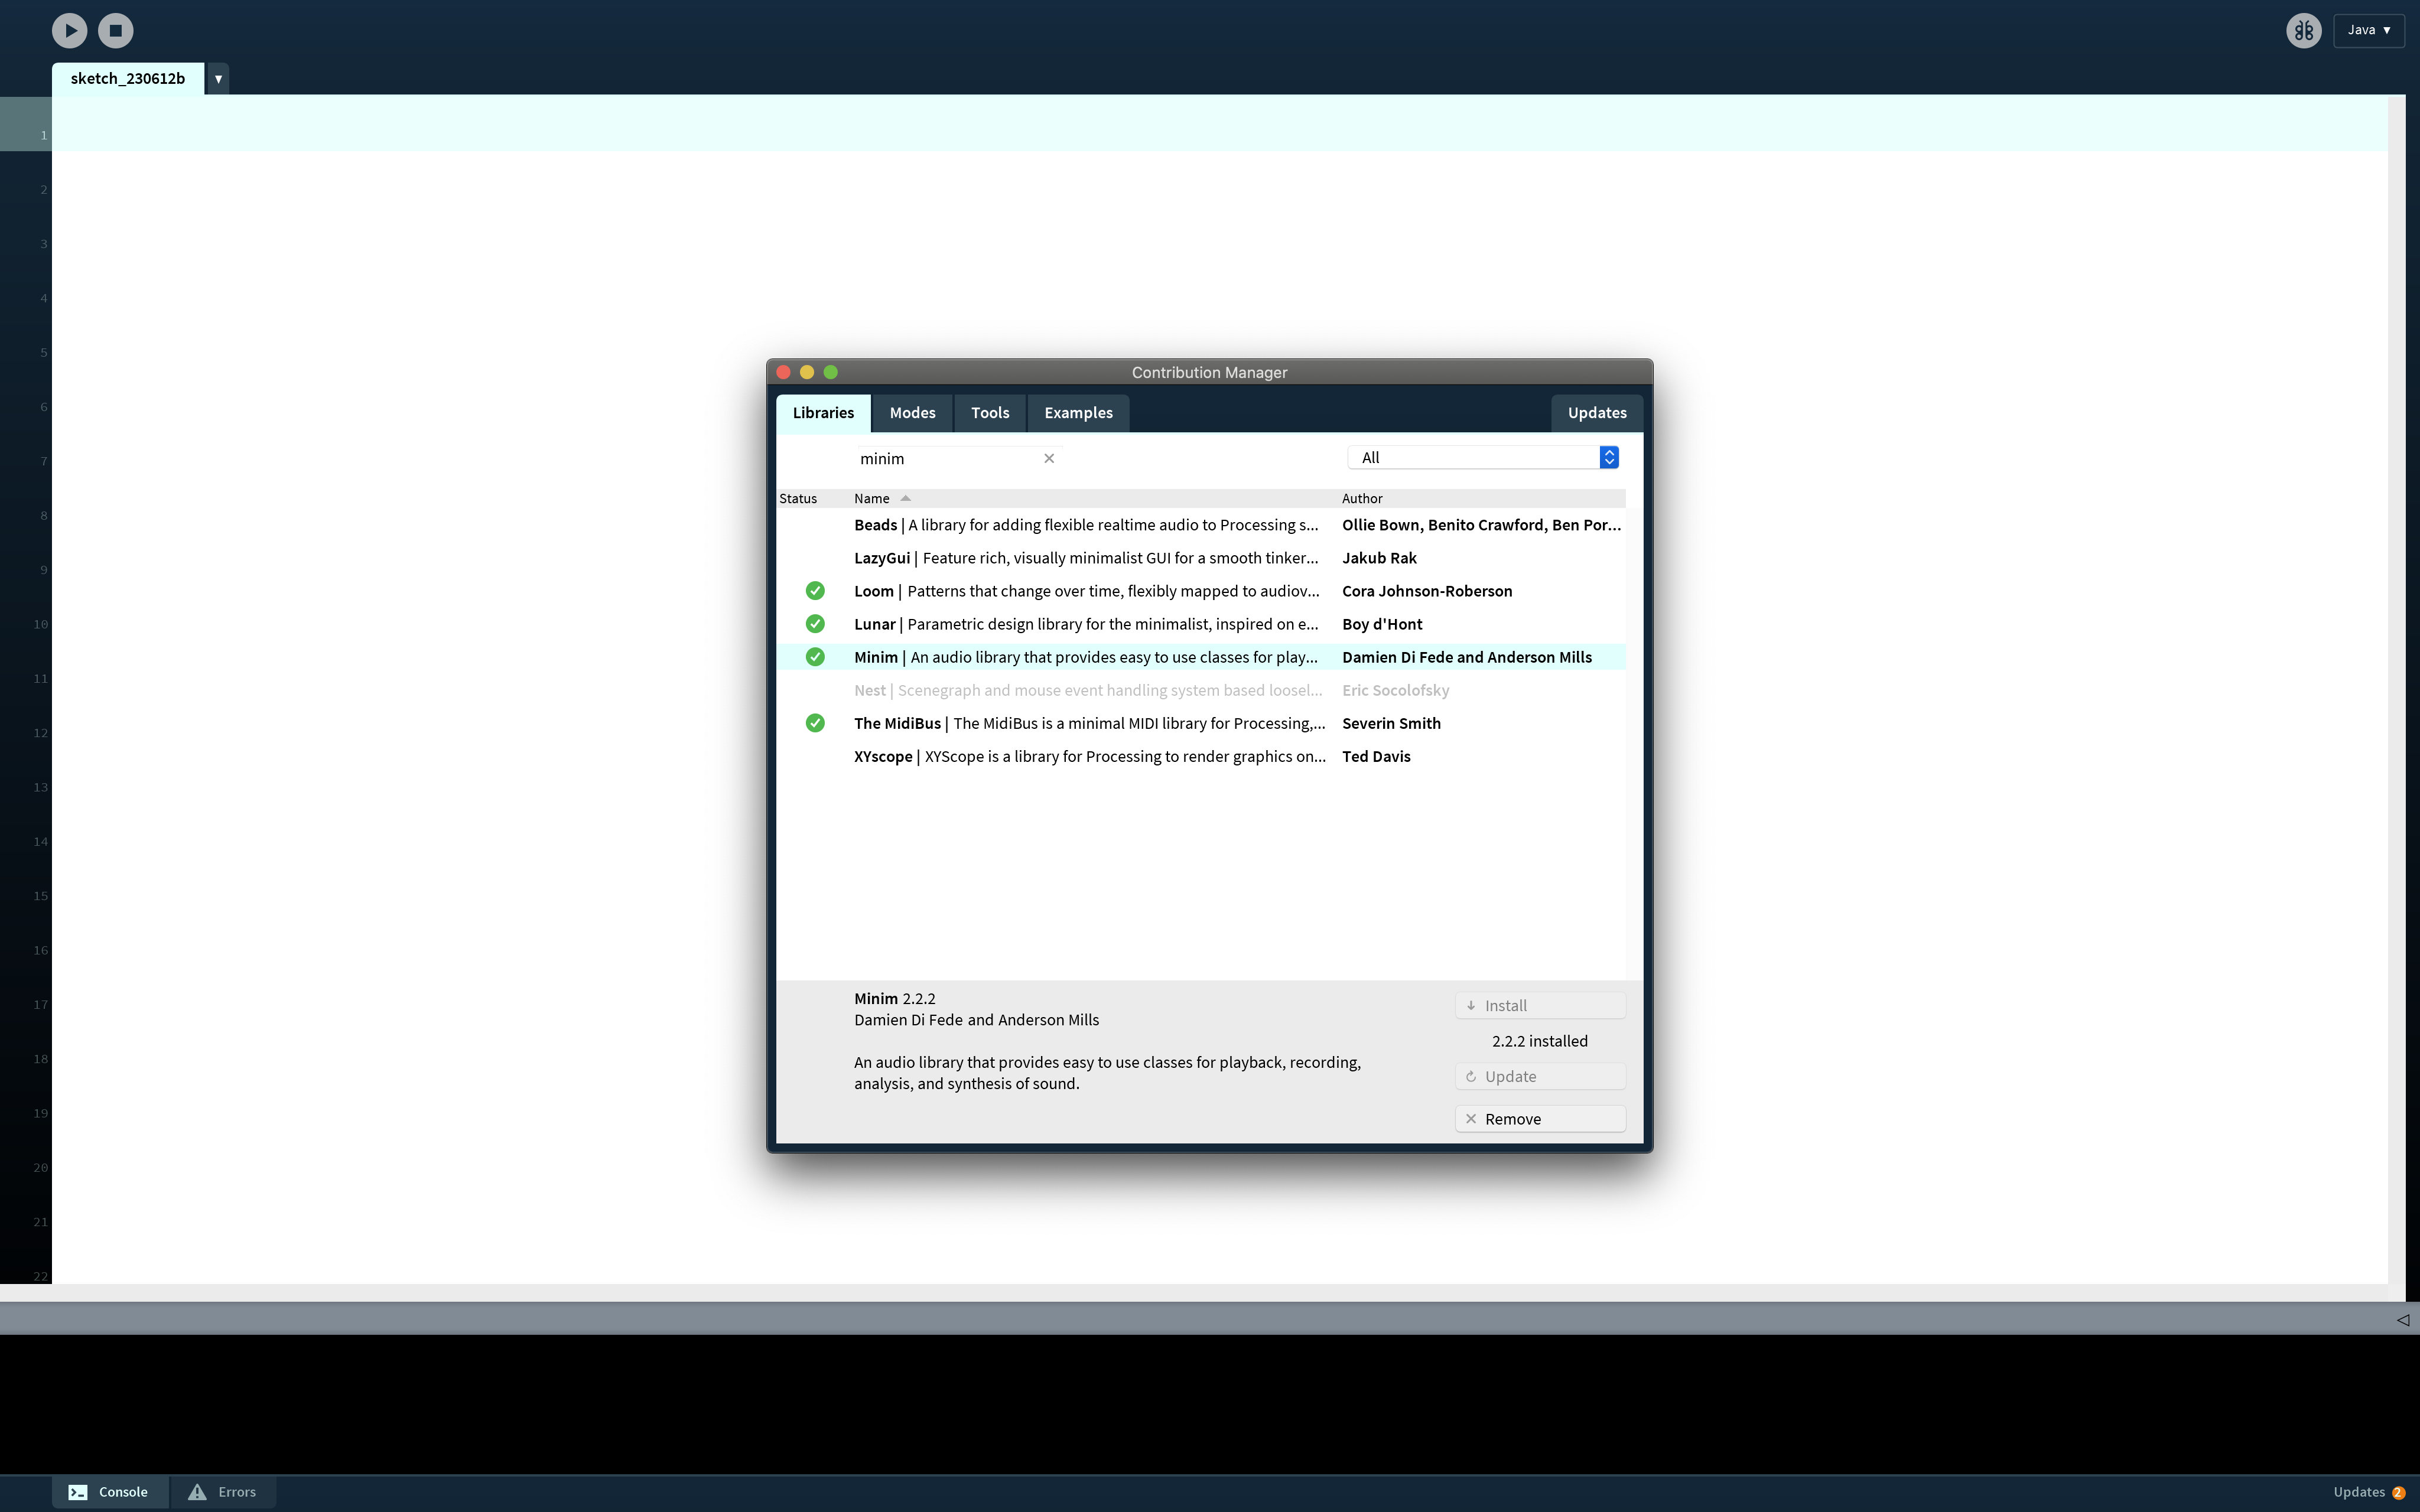 Java ▼
sketch_230612b ▼
1
2
3
4
5
6
7
8
9
10
11
12
13
14
15
16
17
18
19
20
21
22
Contribution Manager
Libraries Modes Tools Examples Updates
minim All
Status Name Author
Beads | A library for adding flexible realtime audio to Processing s... Ollie Bown, Benito Crawford, Ben Por...
LazyGui | Feature rich, visually minimalist GUI for a smooth tinker... Jakub Rak
Loom | Patterns that change over time, flexibly mapped to audiov... Cora Johnson-Roberson
Lunar | Parametric design library for the minimalist, inspired on e... Boy d'Hont
Minim | An audio library that provides easy to use classes for play... Damien Di Fede and Anderson Mills
Nest | Scenegraph and mouse event handling system based loosel... Eric Socolofsky
The MidiBus | The MidiBus is a minimal MIDI library for Processing,... Severin Smith
XYscope | XYScope is a library for Processing to render graphics on... Ted Davis
Minim 2.2.2
Damien Di Fede and Anderson Mills
An audio library that provides easy to use classes for playback, recording,
analysis, and synthesis of sound.
Install
2.2.2 installed
Update
Remove
Console Errors Updates 2